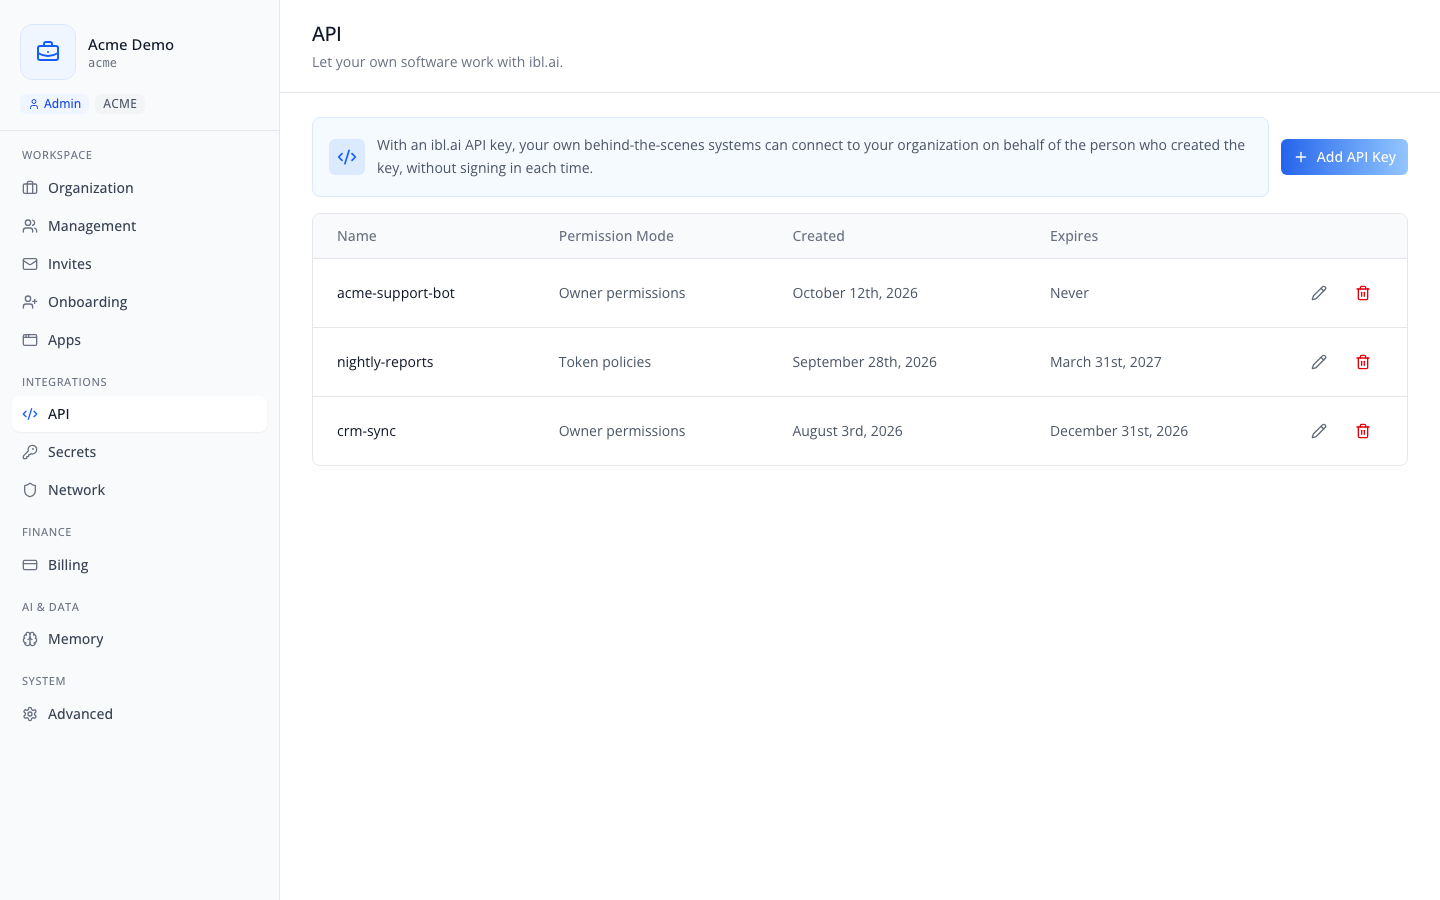 Acme Demo
acme
Admin
ACME
WORKSPACE
Organization
Management
Invites
Onboarding
Apps
INTEGRATIONS
API
Secrets
Network
FINANCE
Billing
AI & DATA
Memory
SYSTEM
Advanced
API
Let your own software work with ibl.ai.
With an ibl.ai API key, your own behind-the-scenes systems can connect to your organization on behalf of the person who created the
key, without signing in each time.
Add API Key
Name Permission Mode Created Expires
acme-support-bot Owner permissions October 12th, 2026 Never
nightly-reports Token policies September 28th, 2026 March 31st, 2027
crm-sync Owner permissions August 3rd, 2026 December 31st, 2026